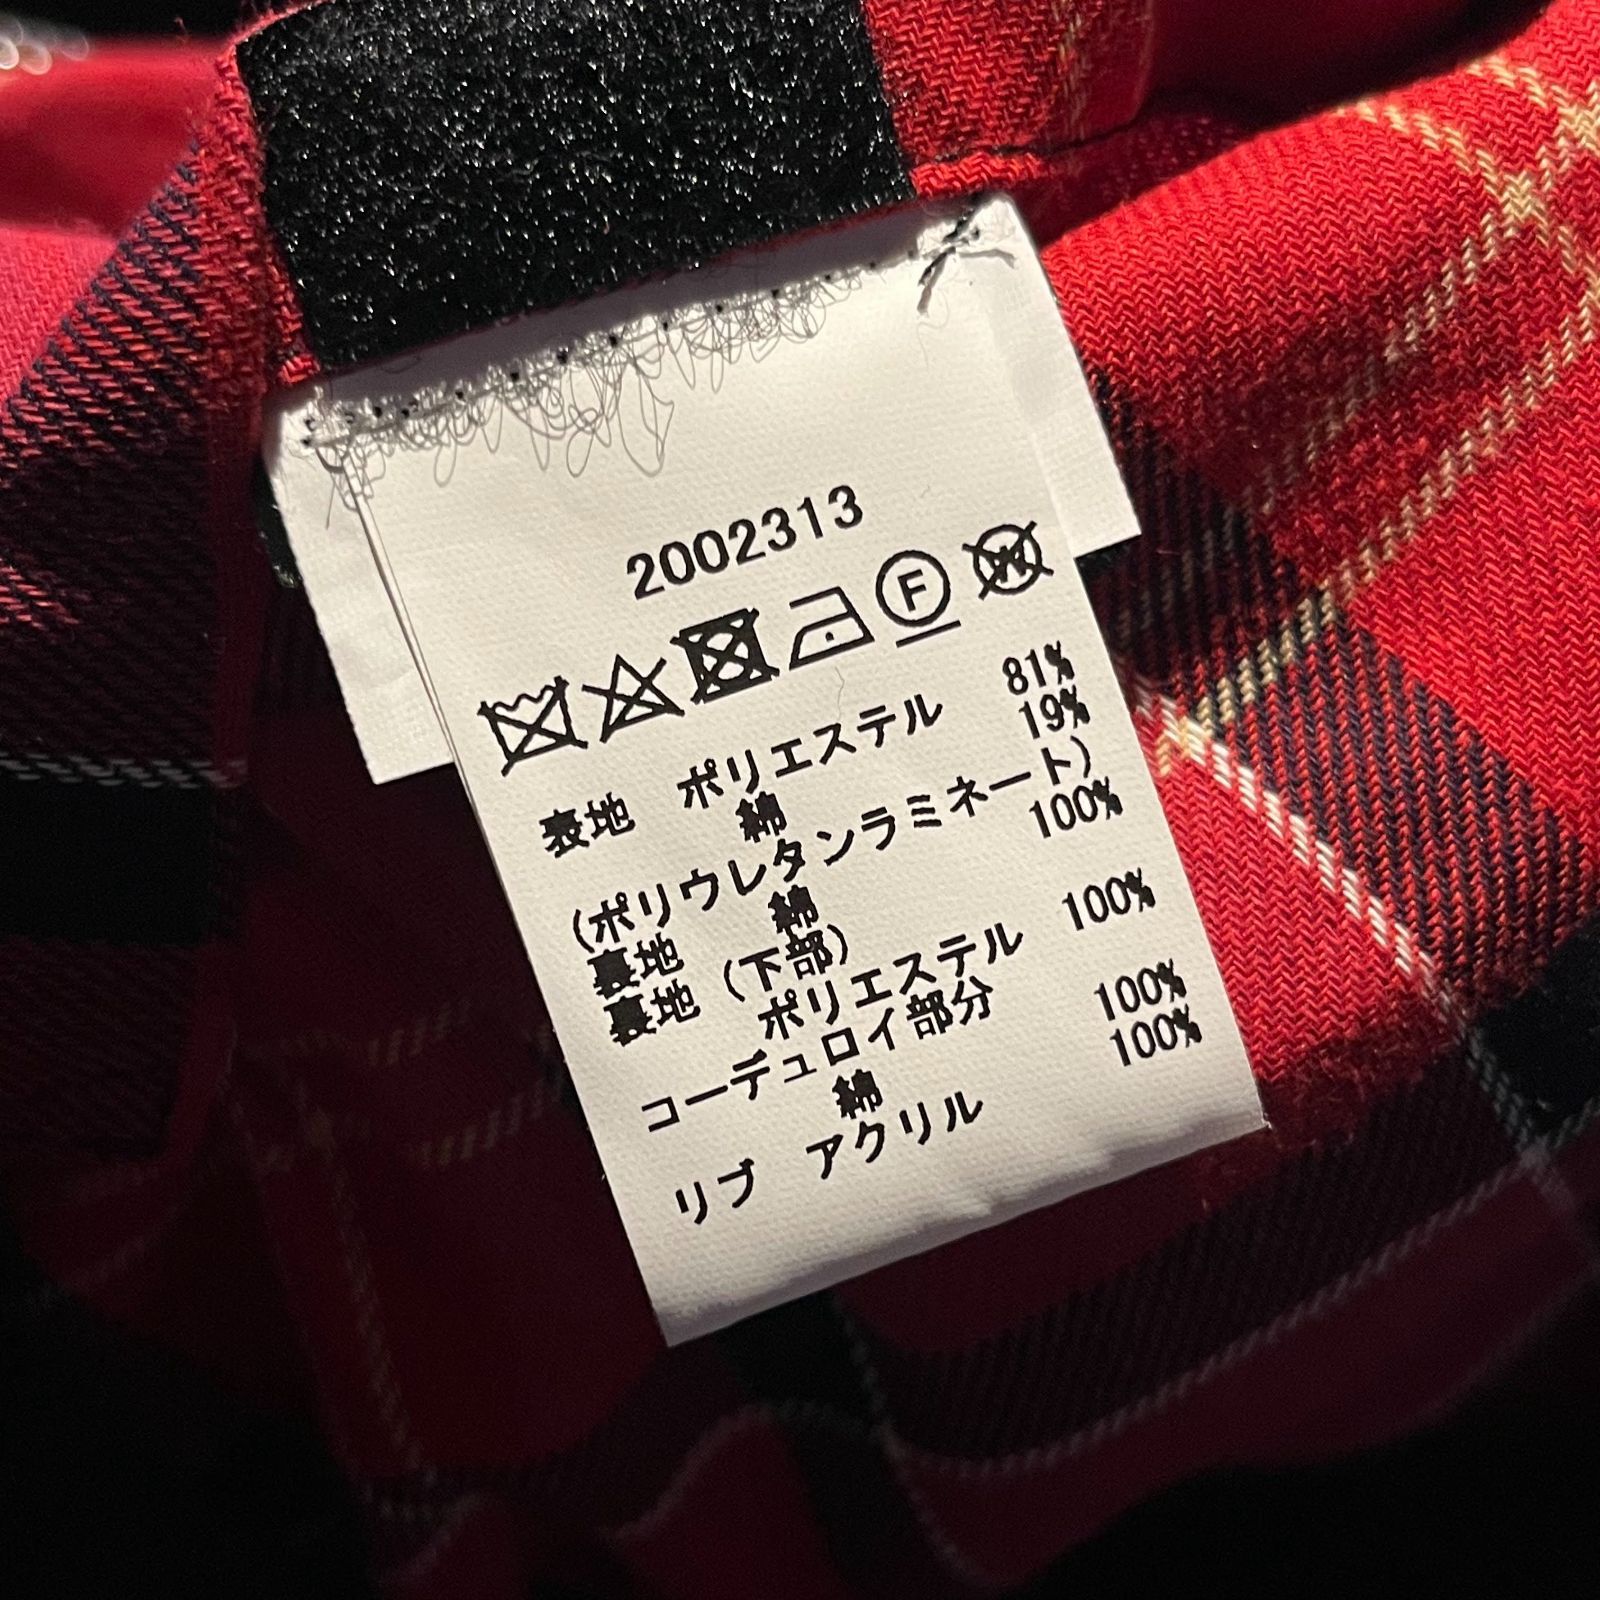 2002313
F W
表地 ポリエステル 81%
綿 19%
(ポリウレタンラミネート)
裏地 綿 100%
裏地 (下部)
ポリエステル 100%
コーデュロイ部分
綿 100%
リブ アクリル 100%